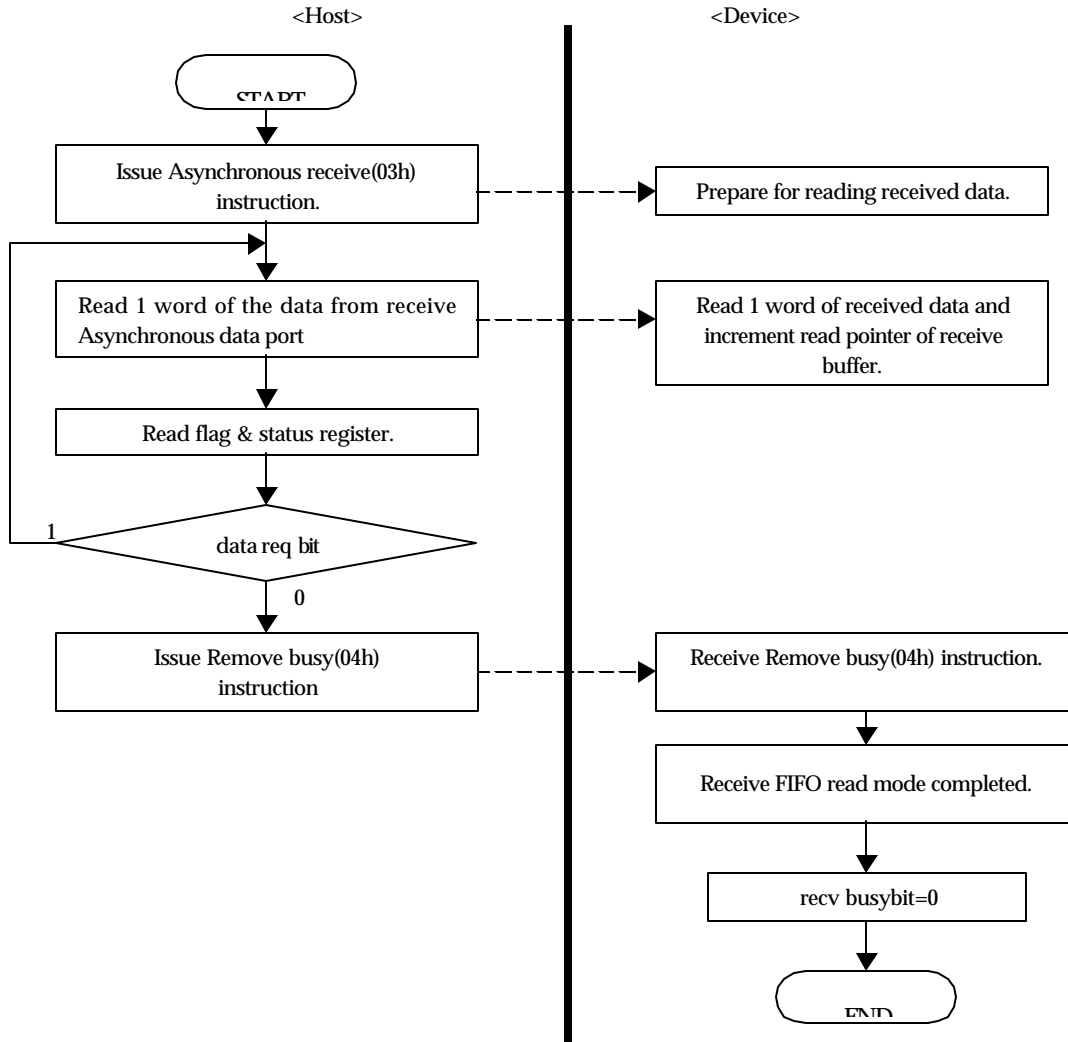 <Host>
<Device>
START
Issue Asynchronous receive(03h)
instruction.
Prepare for reading received data.
Read 1 word of the data from receive
Asynchronous data port
Read 1 word of received data and
increment read pointer of receive
buffer.
Read flag & status register.
1
data req bit
0
Issue Remove busy(04h)
instruction
Receive Remove busy(04h) instruction.
Receive FIFO read mode completed.
recv busybit=0
END